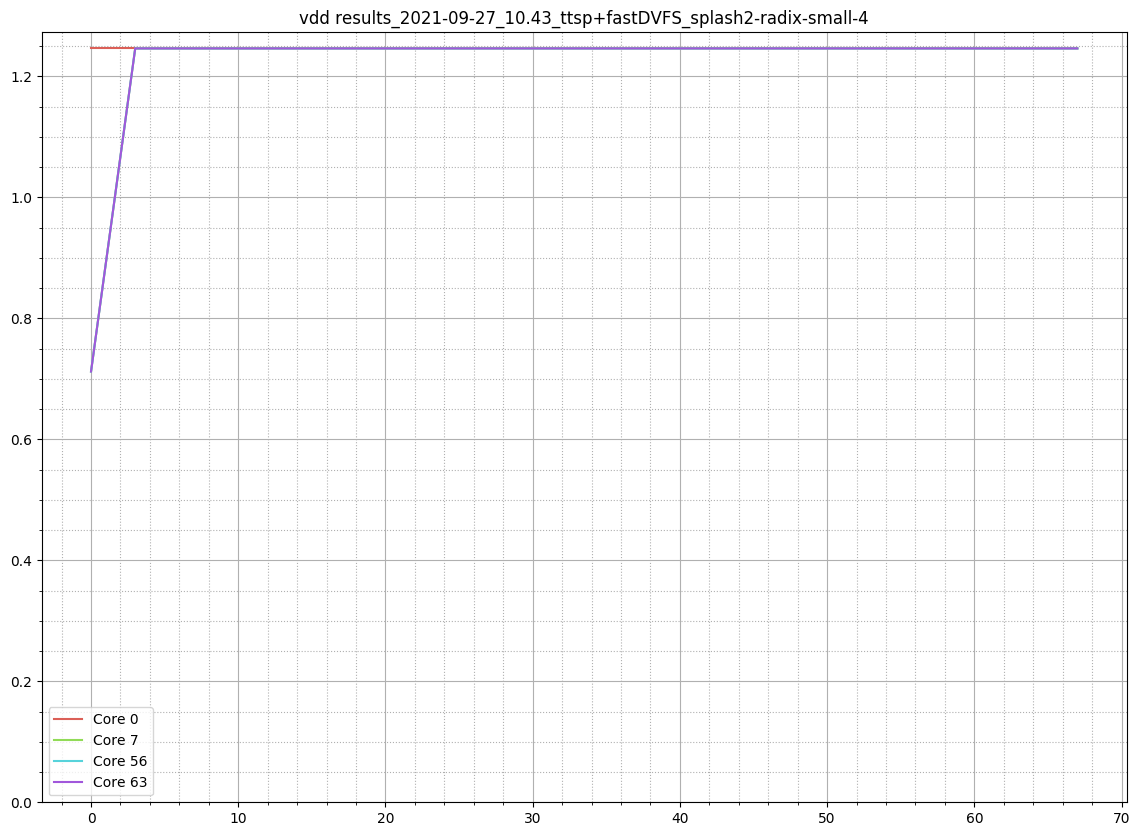 vdd results_2021-09-27_10.43_ttsp+fastDVFS_splash2-radix-small-4
1.2
1.0
0.8
0.6
0.4
0.2
0.0
Core 0
Core 7
Core 56
Core 63
0 10 20 30 40 50 60 70